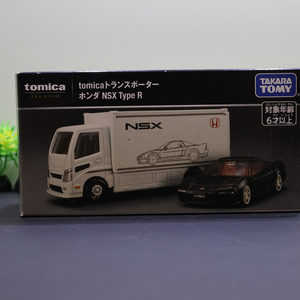 tomica
PREMIUM
tomicaトランスポーター
ホンダ NSX Type R
TAKARA TOMY
対象年齢
6才以上
NSX